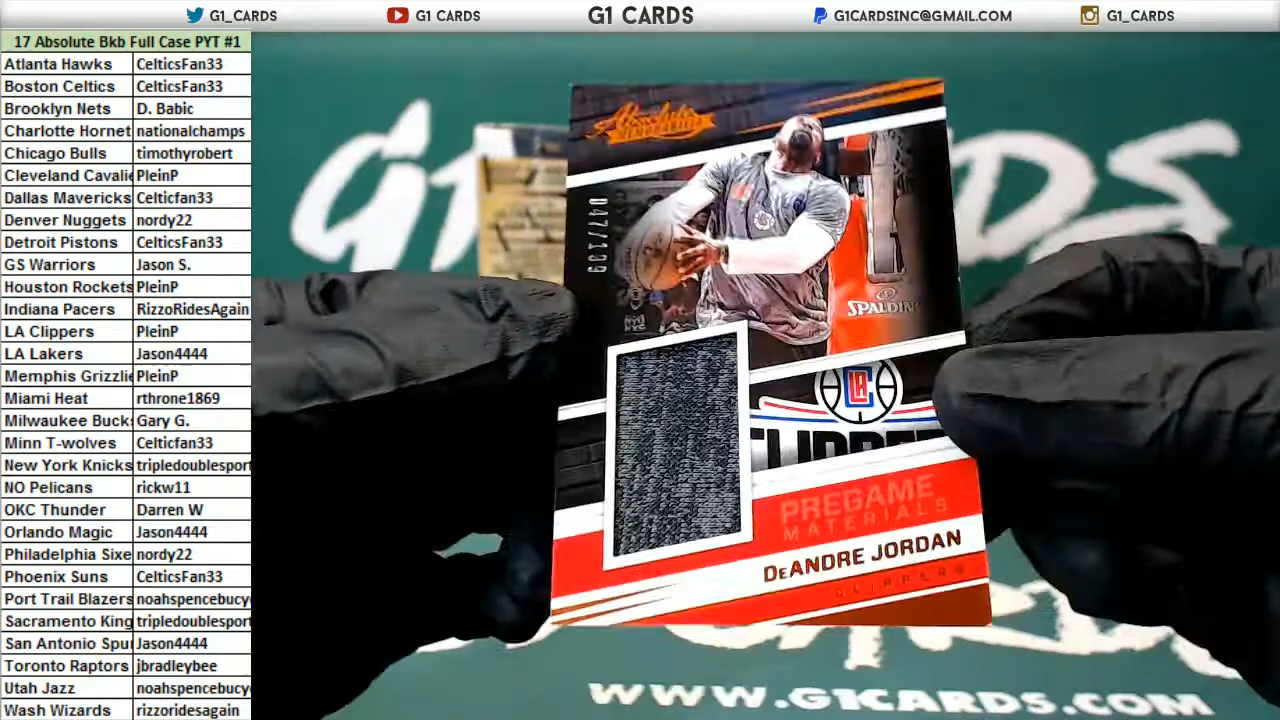 G1_CARDS
G1 CARDS
G1 CARDS
G1CARDSINC@GMAIL.COM
G1_CARDS
17 Absolute Bkb Full Case PYT #1
Atlanta Hawks CelticsFan33
Boston Celtics CelticsFan33
Brooklyn Nets D. Babic
Charlotte Hornet nationalchamps
Chicago Bulls timothyrobert
Cleveland Cavalie PleinP
Dallas Mavericks Celticfan33
Denver Nuggets nordy22
Detroit Pistons CelticsFan33
GS Warriors Jason S.
Houston Rockets PleinP
Indiana Pacers RizzoRidesAgain
LA Clippers PleinP
LA Lakers Jason4444
Memphis Grizzlie PleinP
Miami Heat rthrone1869
Milwaukee Bucks Gary G.
Minn T-wolves Celticfan33
New York Knicks tripledoublesport
NO Pelicans rickw11
OKC Thunder Darren W
Orlando Magic Jason4444
Philadelphia Sixe nordy22
Phoenix Suns CelticsFan33
Port Trail Blazers noahspencebucy
Sacramento King tripledoublesport
San Antonio Spur Jason4444
Toronto Raptors jbradleybee
Utah Jazz noahspencebucy
Wash Wizards rizzoridesagain
Absolute
047/199
SPALDING
LAC
CLIPPERS
PREGAME
MATERIALS
DEANDRE JORDAN
CLIPPERS
WWW.G1CARDS.COM